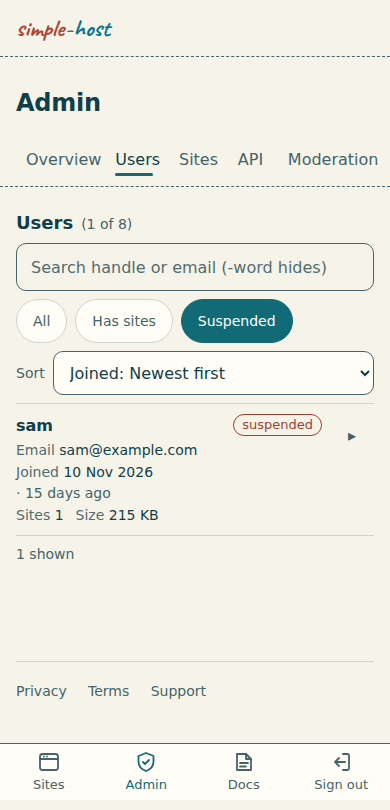 simple-host
Admin
Overview Users Sites API Moderation
Users (1 of 8)
Search handle or email (-word hides)
All Has sites Suspended
Sort Joined: Newest first
sam suspended
Email sam@example.com
Joined 10 Nov 2026
· 15 days ago
Sites 1 Size 215 KB
1 shown
Privacy Terms Support
Sites Admin Docs Sign out